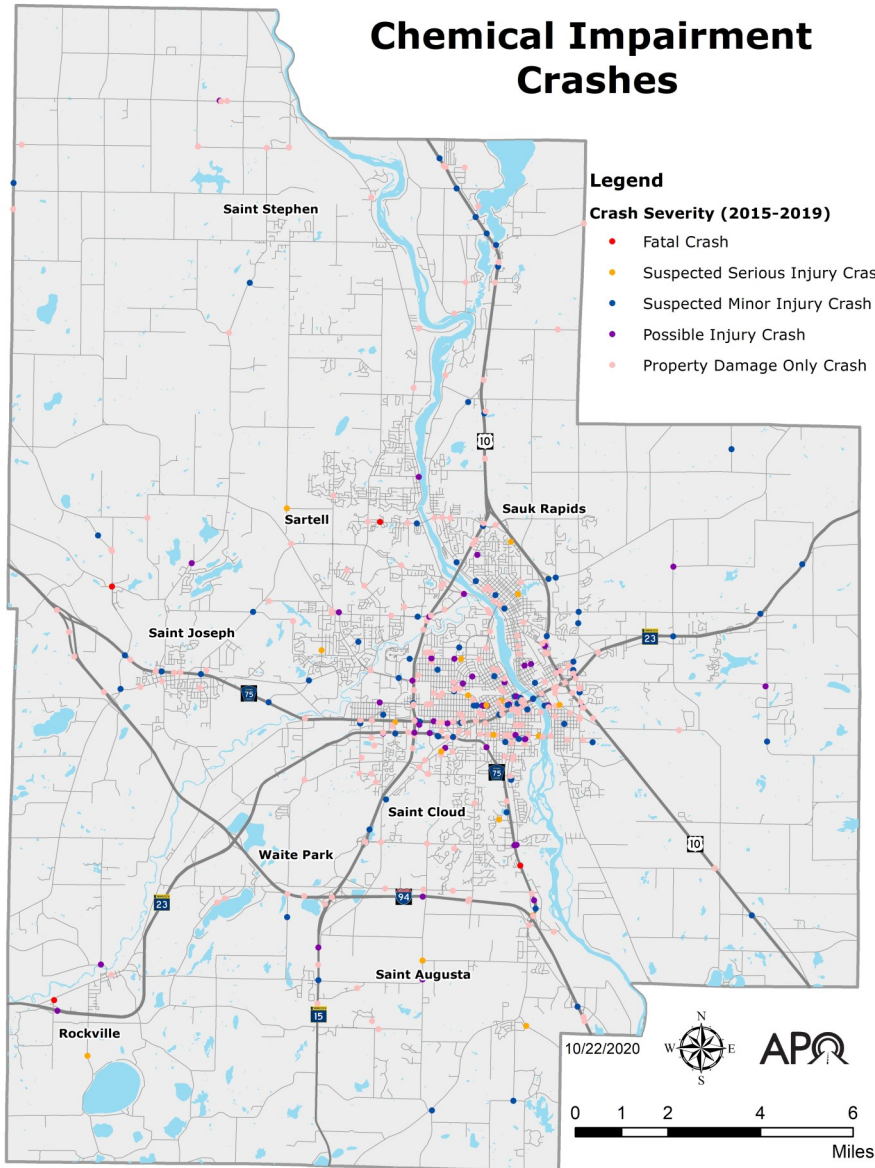 Chemical Impairment
Crashes
Legend
Crash Severity (2015-2019)
Fatal Crash
Suspected Serious Injury Cras
Suspected Minor Injury Crash
Possible Injury Crash
Property Damage Only Crash
Saint Stephen
10
Sauk Rapids
Sartell
Saint Joseph
23
75
75
Saint Cloud
10
Waite Park
94
23
Saint Augusta
15
Rockville
10/22/2020
N
W E
S
APO
0 1 2 4 6
Miles